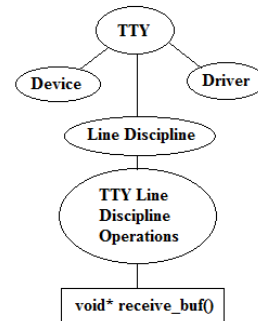 TTY
Device
Driver
Line Discipline
TTY Line
Discipline
Operations
void* receive_buf()